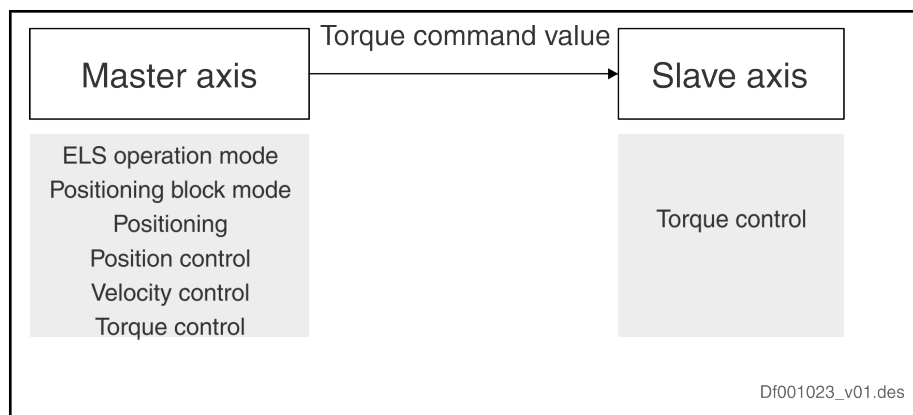 Torque command value
Master axis
Slave axis
ELS operation mode
Positioning block mode
Positioning
Position control
Velocity control
Torque control
Torque control
Df001023_v01.des